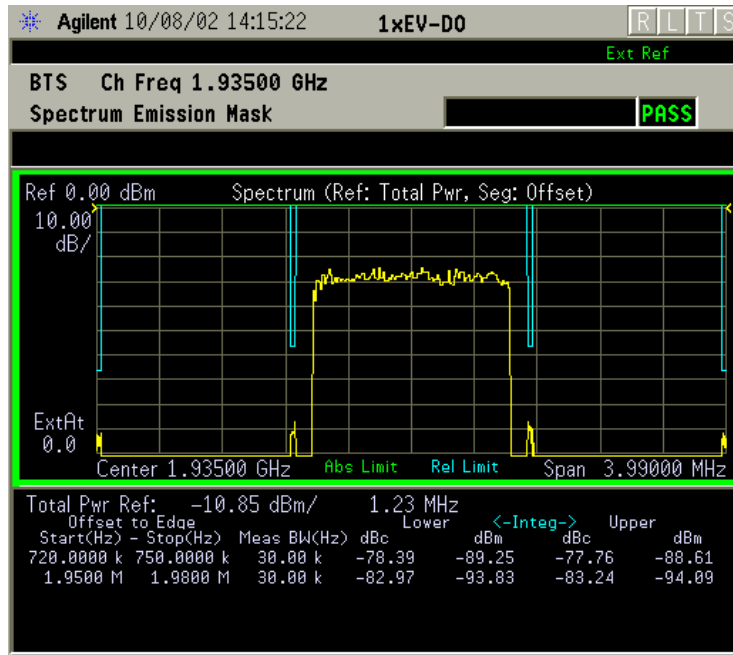 Agilent 10/08/02 14:15:22 1xEV-DO R L T S
Ext Ref
BTS Ch Freq 1.93500 GHz
Spectrum Emission Mask PASS
Ref 0.00 dBm Spectrum (Ref: Total Pwr, Seg: Offset)
10.00
dB/
ExtAt
0.0
Center 1.93500 GHz Abs Limit Rel Limit Span 3.99000 MHz
Total Pwr Ref: -10.85 dBm/ 1.23 MHz
Offset to Edge Lower <-Integ-> Upper
Start(Hz) - Stop(Hz) Meas BW(Hz) dBc dBm dBc dBm
720.0000 k 750.0000 k 30.00 k -78.39 -89.25 -77.76 -88.61
1.9500 M 1.9800 M 30.00 k -82.97 -93.83 -83.24 -94.09